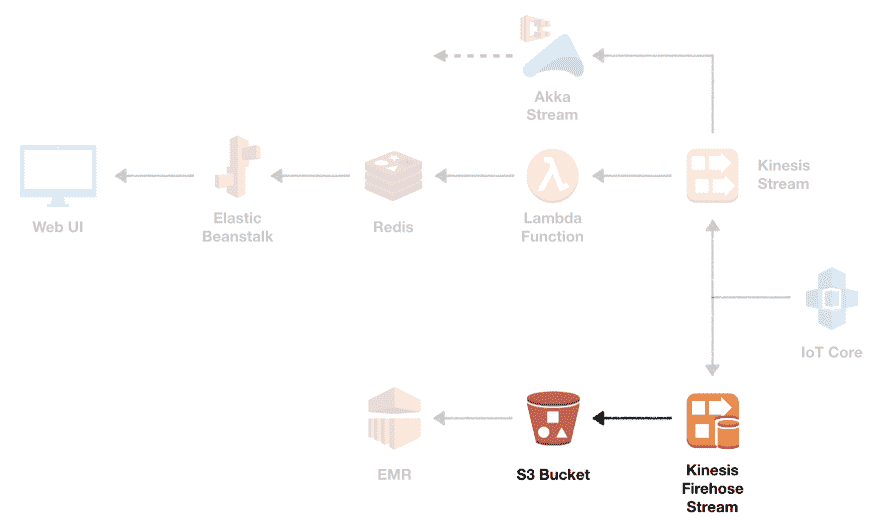 Akka
Stream
Kinesis
Stream
Web UI
Elastic
Beanstalk
Redis
Lambda
Function
IoT Core
EMR
S3 Bucket
Kinesis
Firehose
Stream